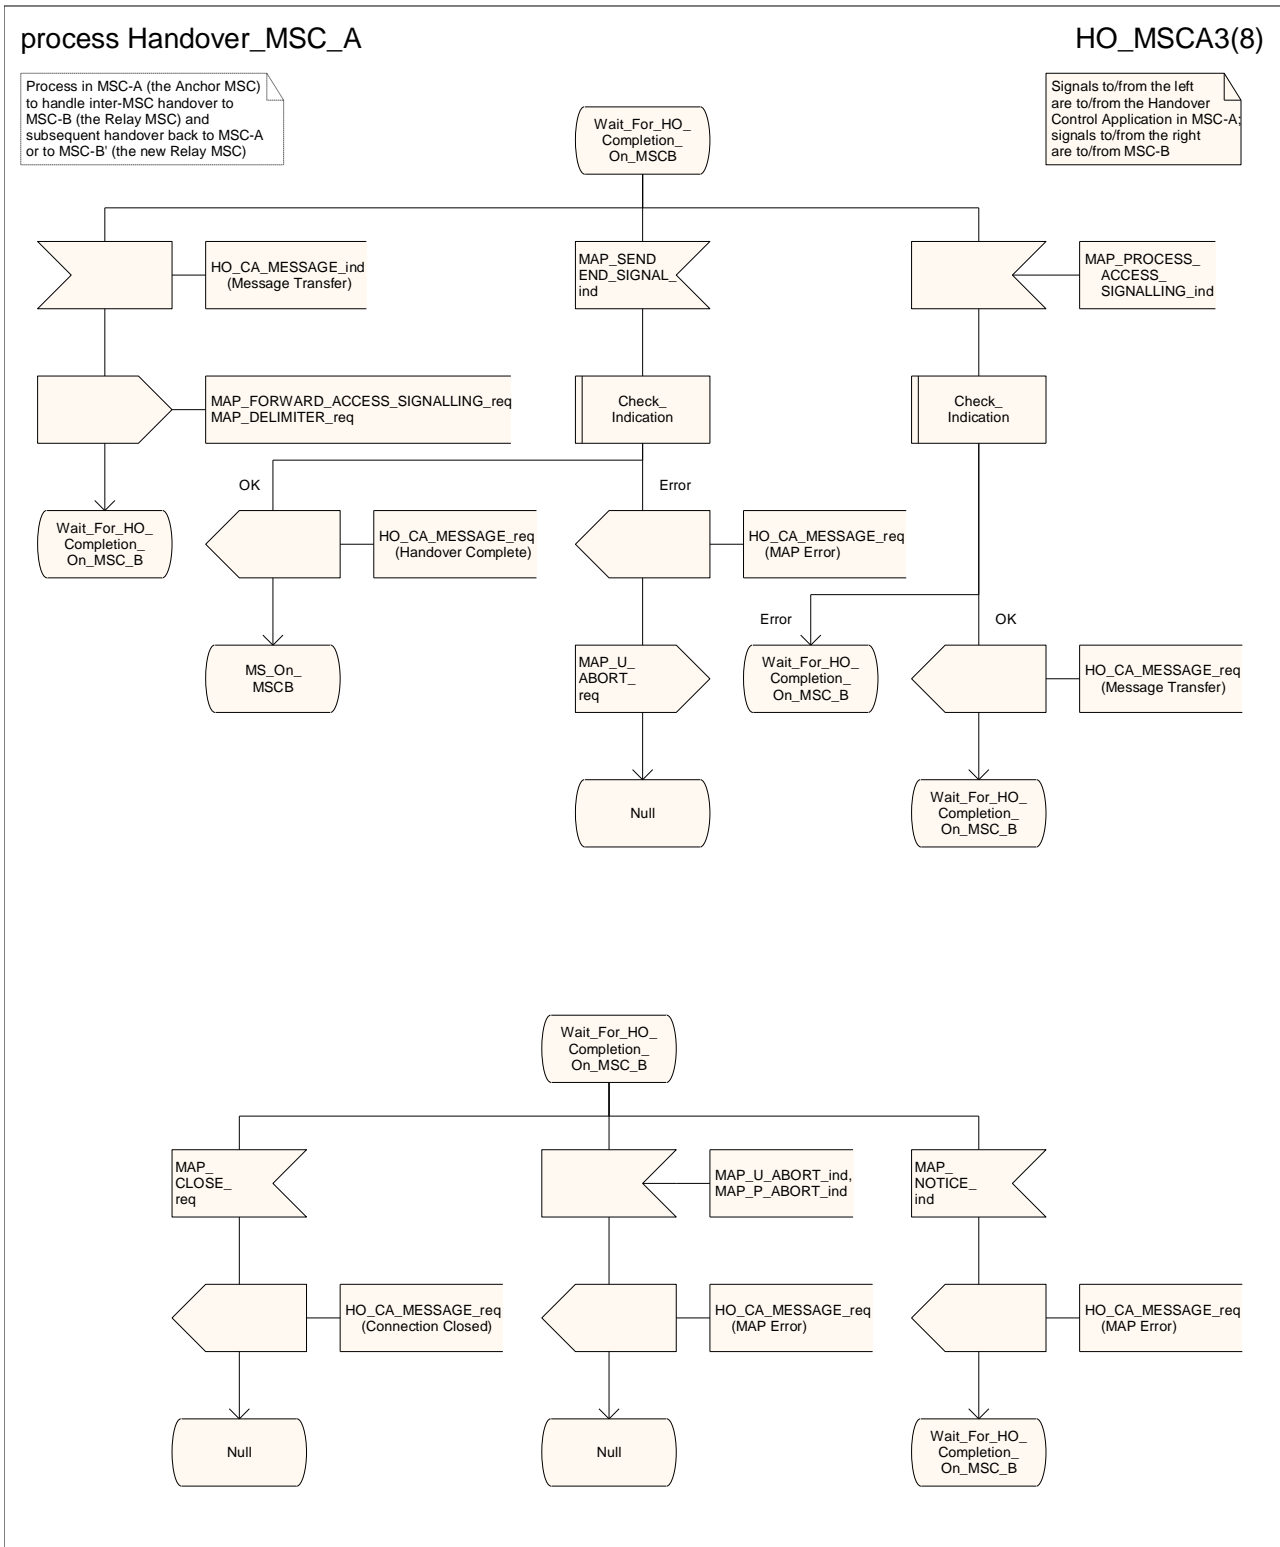 process Handover_MSC_A
HO_MSCA3(8)
Process in MSC-A (the Anchor MSC)
to handle inter-MSC handover to
MSC-B (the Relay MSC) and
subsequent handover back to MSC-A
or to MSC-B' (the new Relay MSC)
Signals to/from the left
are to/from the Handover
Control Application in MSC-A;
signals to/from the right
are to/from MSC-B
Wait_For_HO_
Completion_
On_MSCB
HO_CA_MESSAGE_ind
(Message Transfer)
MAP_SEND
END_SIGNAL_
ind
MAP_PROCESS_
ACCESS_
SIGNALLING_ind
MAP_FORWARD_ACCESS_SIGNALLING_req
MAP_DELIMITER_req
Check_
Indication
Check_
Indication
OK
Error
Wait_For_HO_
Completion_
On_MSC_B
HO_CA_MESSAGE_req
(Handover Complete)
HO_CA_MESSAGE_req
(MAP Error)
Error
OK
MS_On_
MSCB
MAP_U_
ABORT_
req
Wait_For_HO_
Completion_
On_MSC_B
HO_CA_MESSAGE_req
(Message Transfer)
Null
Wait_For_HO_
Completion_
On_MSC_B
Wait_For_HO_
Completion_
On_MSC_B
MAP_
CLOSE_
req
MAP_U_ABORT_ind,
MAP_P_ABORT_ind
MAP_
NOTICE_
ind
HO_CA_MESSAGE_req
(Connection Closed)
HO_CA_MESSAGE_req
(MAP Error)
HO_CA_MESSAGE_req
(MAP Error)
Null
Null
Wait_For_HO_
Completion_
On_MSC_B